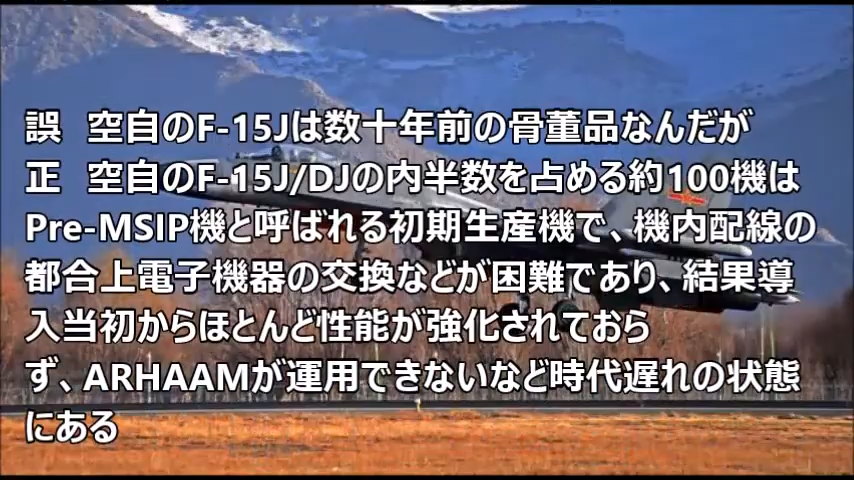 誤　空自のF-15Jは数十年前の骨董品なんだが
正　空自のF-15J/DJの内半数を占める約100機は
Pre-MSIP機と呼ばれる初期生産機で、機内配線の
都合上電子機器の交換などが困難であり、結果導
入当初からほとんど性能が強化されておら
ず、ARHAAMが運用できないなど時代遅れの状態
にある